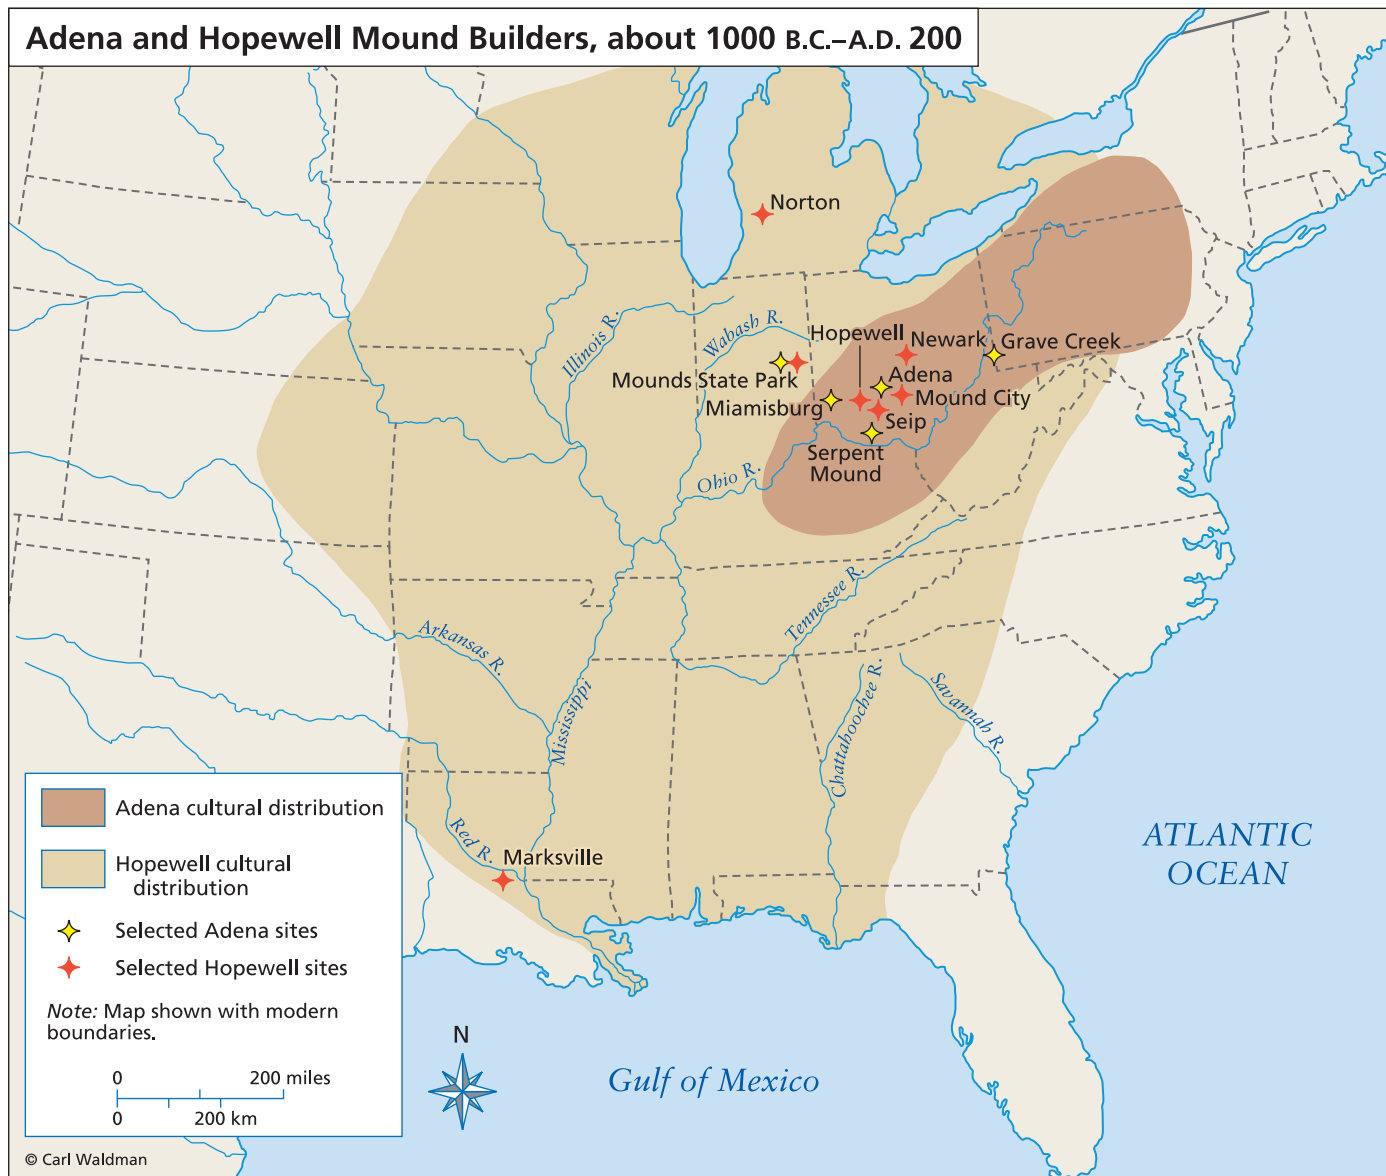 Adena and Hopewell Mound Builders, about 1000 B.C.–A.D. 200
Norton
Illinois R.
Wabash R.
Hopewell
Newark
Grave Creek
Mounds State Park
Adena
Miamisburg
Mound City
Seip
Serpent
Mound
Ohio R.
Tennessee R.
Arkansas R.
Mississippi
Chattahoochee R.
Savannah R.
Red R.
Marksville
ATLANTIC
OCEAN
Gulf of Mexico
Adena cultural distribution
Hopewell cultural
distribution
Selected Adena sites
Selected Hopewell sites
Note: Map shown with modern
boundaries.
0 200 miles
0 200 km
N
© Carl Waldman